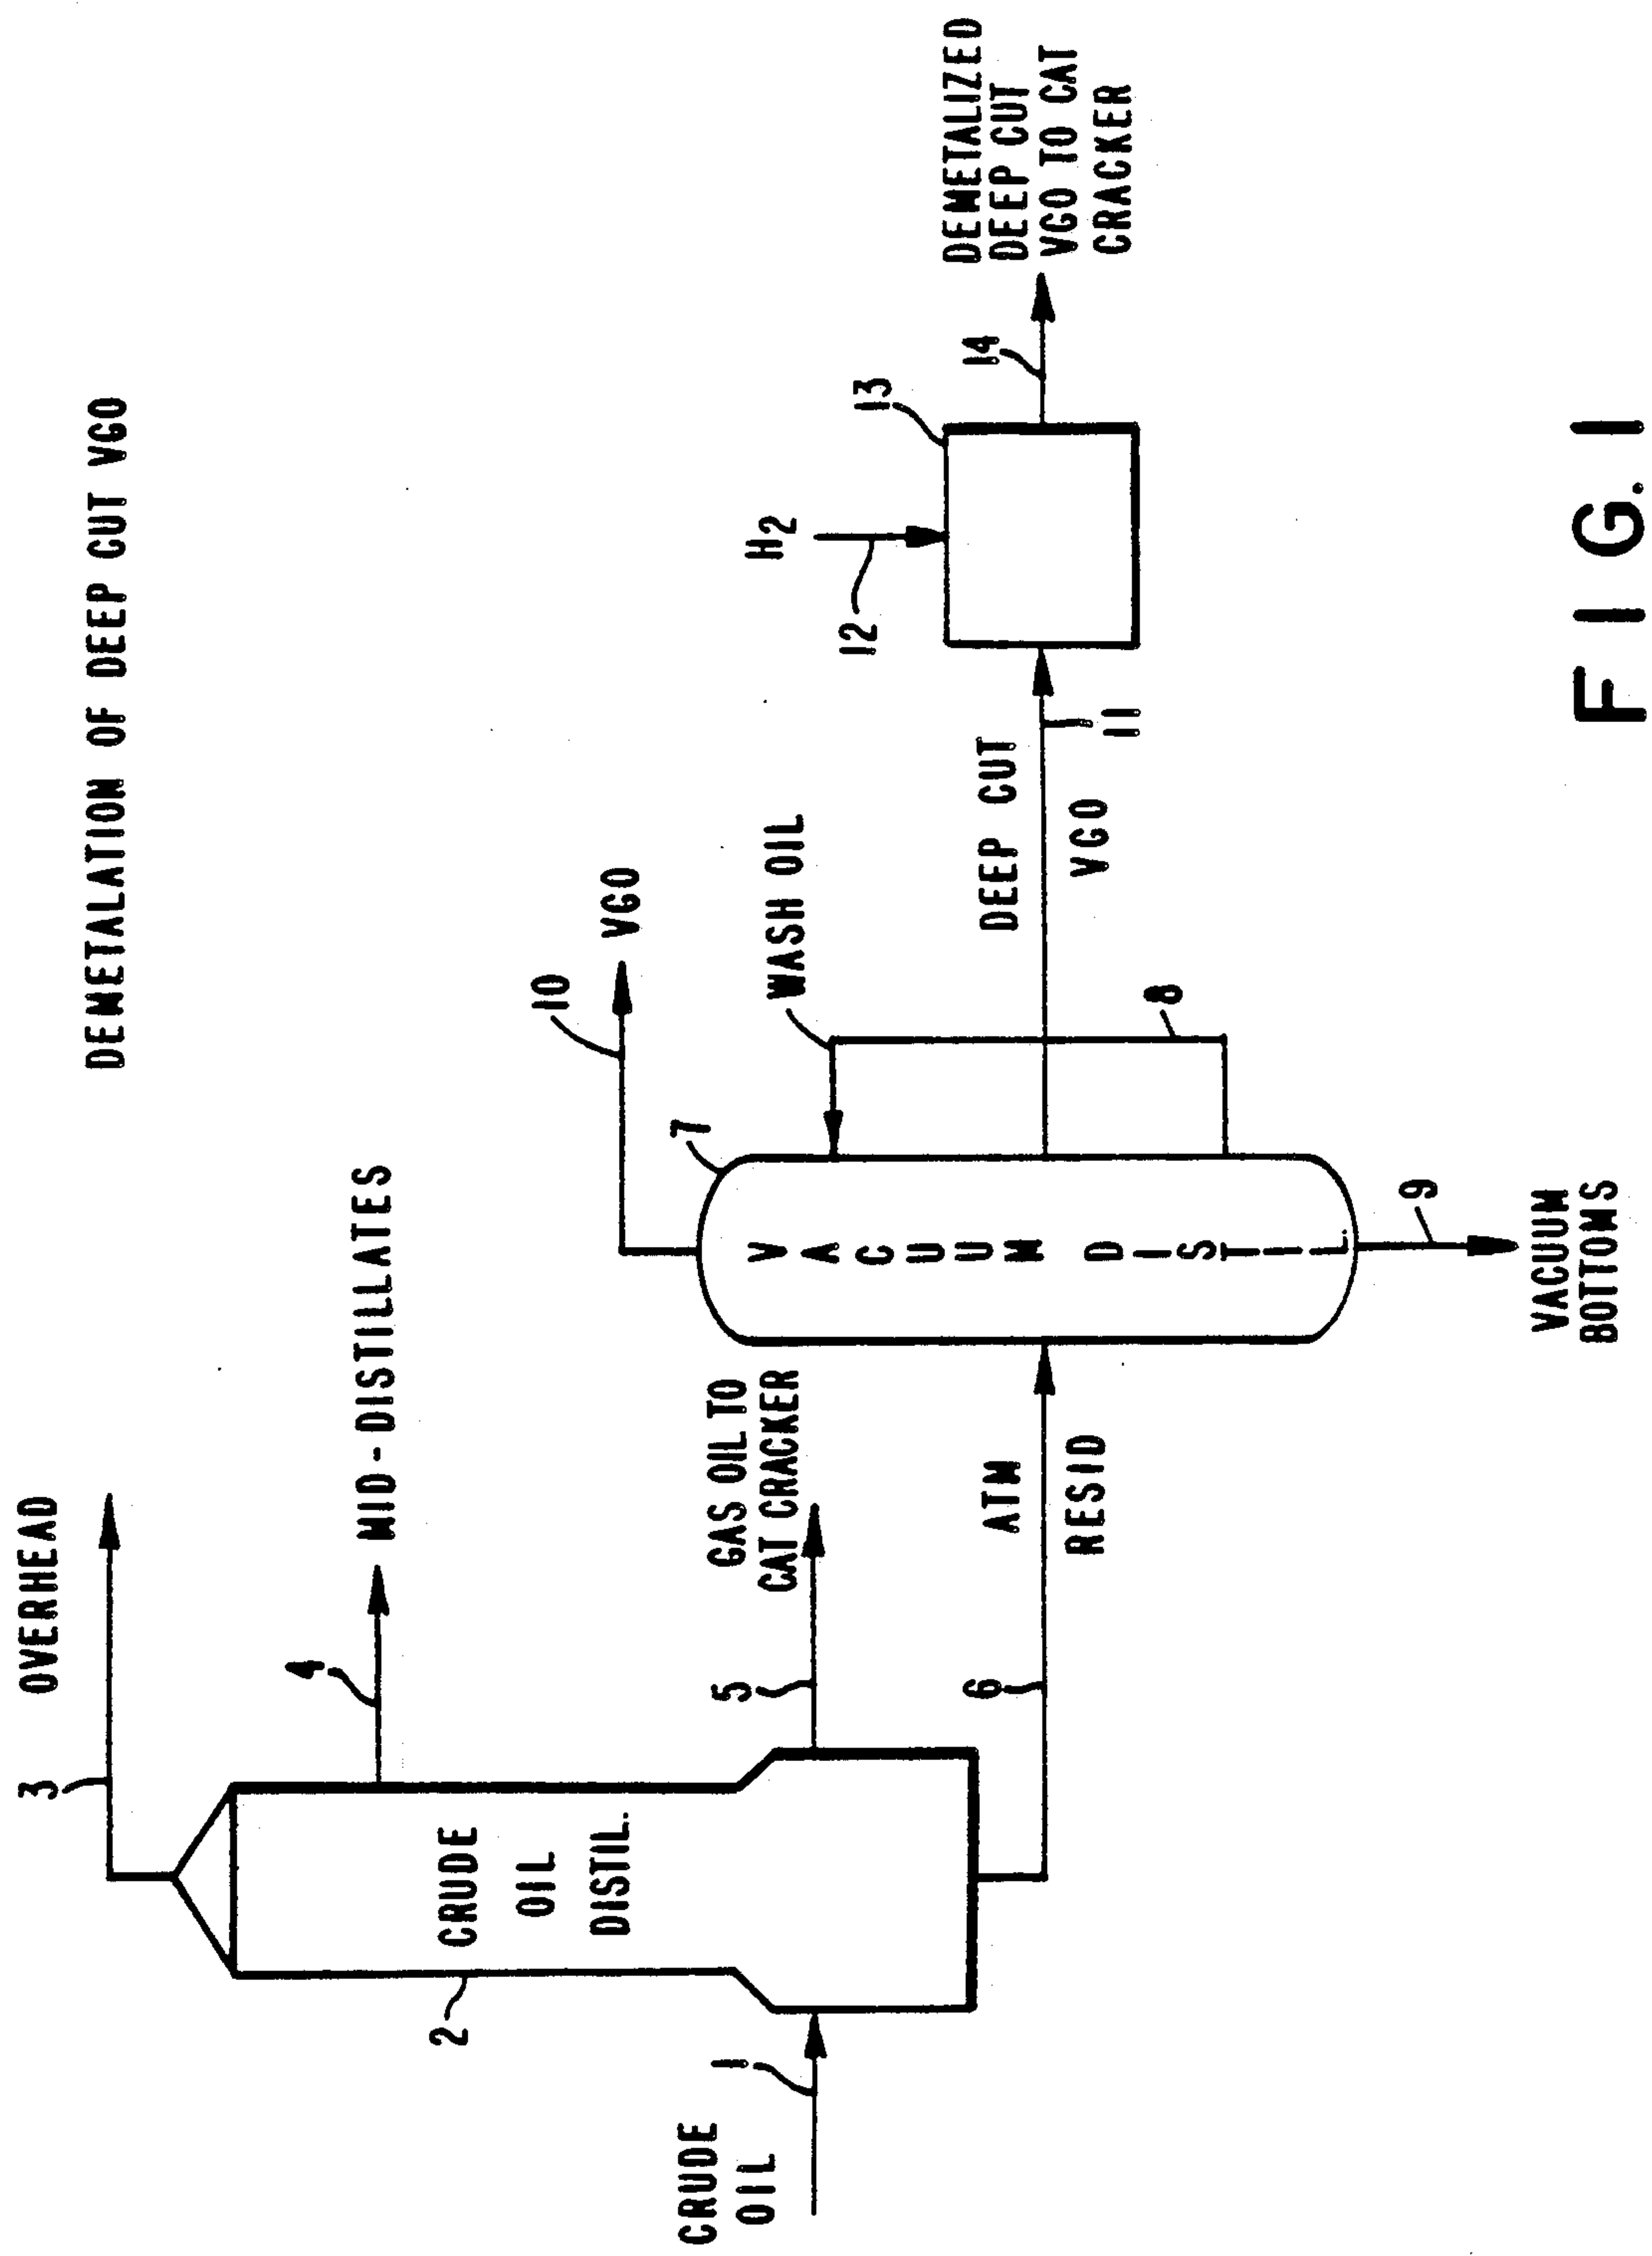 DEMETALATION OF DEEP CUT VGO
3
OVERHEAD
4
MID-DISTILLATES
2
CRUDE
OIL
DISTIL.
CRUDE
OIL
1
5
GAS OIL TO
CAT CRACKER
6
ATM
RESID
7
VACUUM DISTIL.
10
VGO
WASH OIL
8
9
VACUUM
BOTTOMS
DEEP CUT
VGO
11
H2
12
13
14
DEMETALIZED
DEEP CUT
VGO TO CAT
CRACKER
FIG. 1